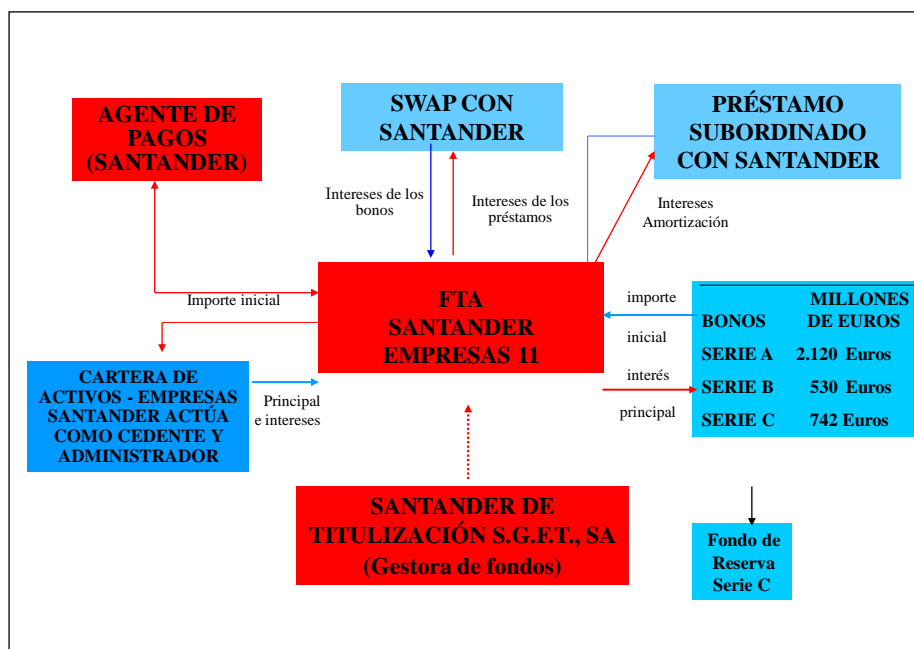 AGENTE DE
PAGOS
(SANTANDER)
SWAP CON
SANTANDER
PRÉSTAMO
SUBORDINADO
CON SANTANDER
Intereses de los
bonos
Intereses de los
préstamos
Intereses
Amortización
Importe inicial
FTA
SANTANDER
EMPRESAS 11
importe
inicial
interés
principal
MILLONES
BONOS DE EUROS
SERIE A 2.120 Euros
SERIE B 530 Euros
SERIE C 742 Euros
CARTERA DE
ACTIVOS - EMPRESAS
SANTANDER ACTÚA
COMO CEDENTE Y
ADMINISTRADOR
Principal
e intereses
SANTANDER DE
TITULIZACIÓN S.G.F.T., SA
(Gestora de fondos)
Fondo de
Reserva
Serie C